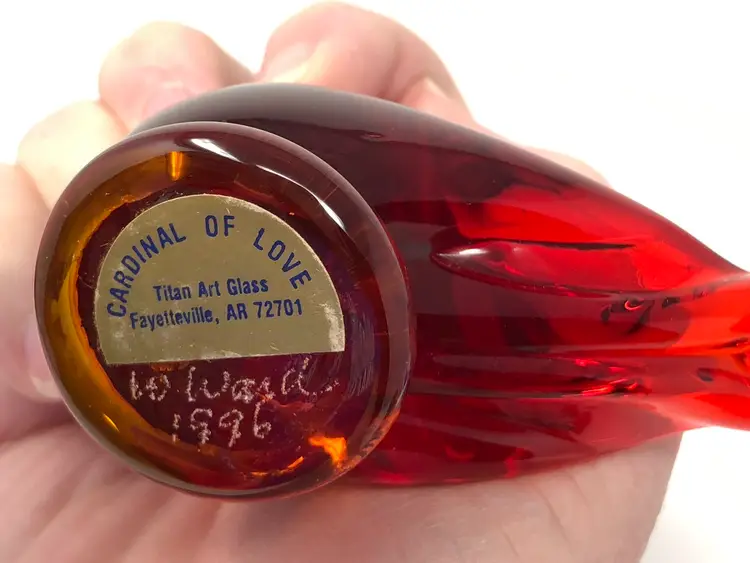 CARDINAL OF LOVE
Titan Art Glass
Fayetteville, AR 72701
W Ward
1996